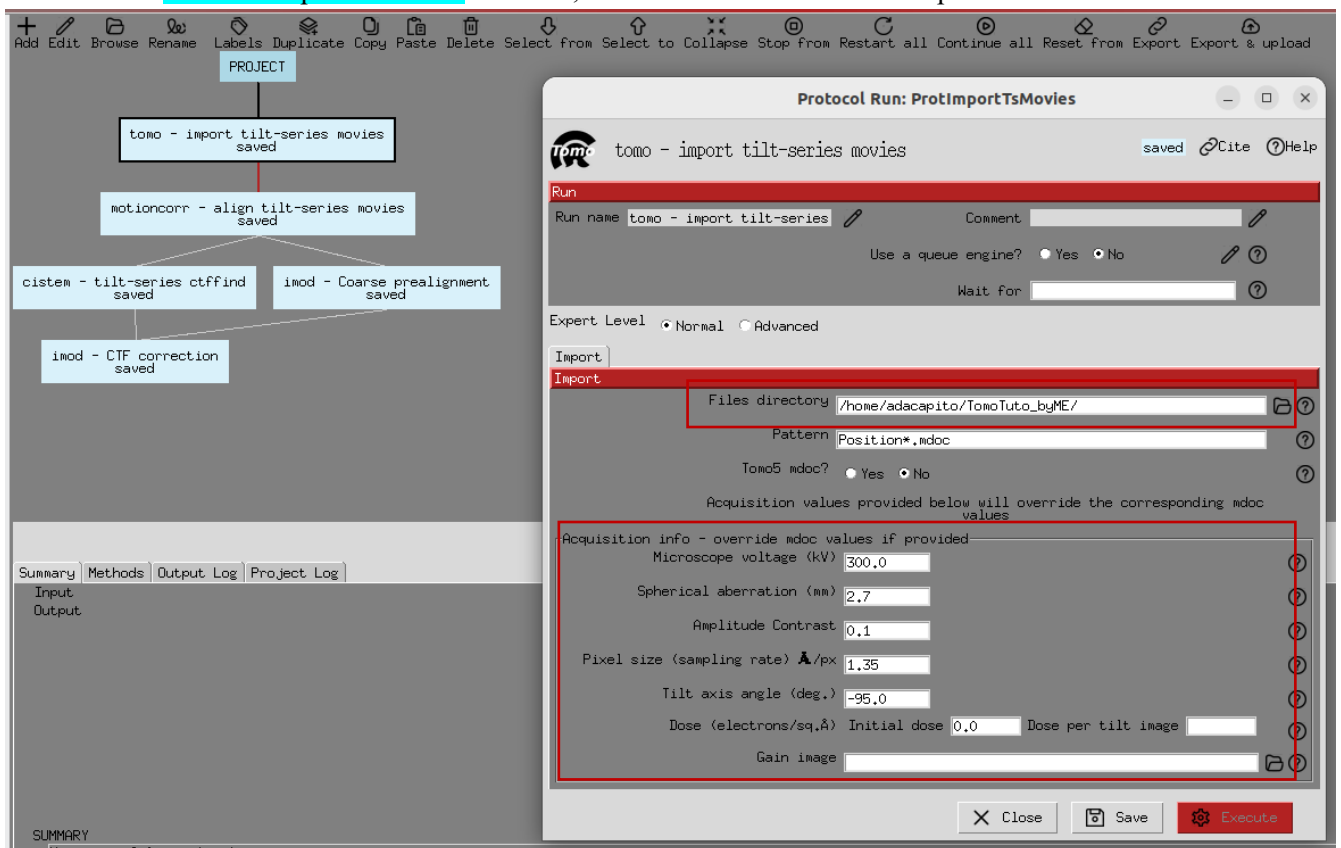 Add Edit Browse Rename Labels Duplicate Copy Paste Delete Select from Select to Collapse Stop from Restart all Continue all Reset from Export Export & upload
PROJECT
tomo - import tilt-series movies
saved
motioncorr - align tilt-series movies
saved
cistem - tilt-series ctffind
saved
imod - Coarse prealignment
saved
imod - CTF correction
saved
Summary Methods Output Log Project Log
Input
Output
SUMMARY
Protocol Run: ProtImportTsMovies
Tomo
tomo - import tilt-series movies saved Cite Help
Run
Run name tomo - import tilt-series Comment
Use a queue engine? Yes No
Wait for
Expert Level Normal Advanced
Import
Import
Files directory /home/adacapito/TomoTuto_byME/
Pattern Position*.mdoc
Tomo5 mdoc? Yes No
Acquisition values provided below will override the corresponding mdoc
values
Acquisition info - override mdoc values if provided
Microscope voltage (kV) 300.0
Spherical aberration (mm) 2.7
Amplitude Contrast 0.1
Pixel size (sampling rate) Å/px 1.35
Tilt axis angle (deg.) -95.0
Dose (electrons/sq.Å) Initial dose 0.0 Dose per tilt image
Gain image
Close Save Execute